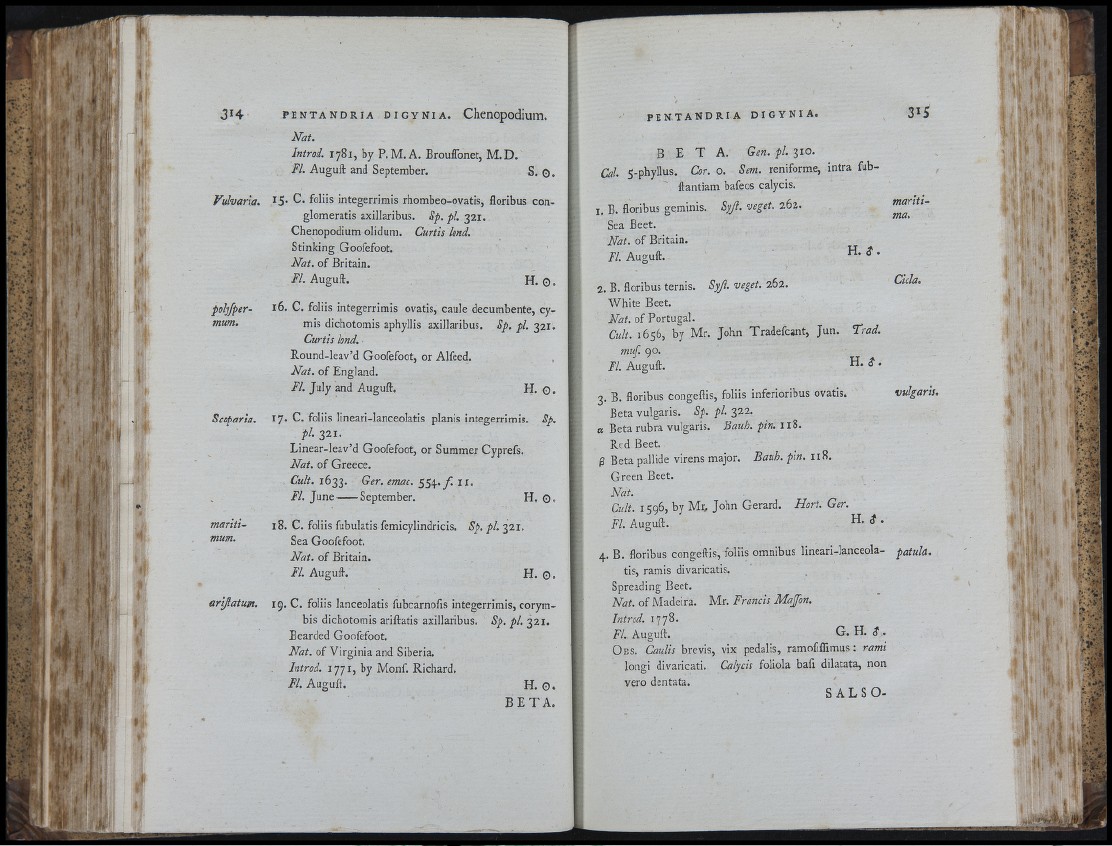 314 PENTANDRIA DIGYNIA. Chenopodium.
Nat.
Introd. 1781, by P. M. A. Brouſſonet, M. D.
Fl. Auguſt and September. S. ☉.
Vulvaria. 15. C. foliis integerrimis rhombeo-ovatis, floribus con-
glomeratis axillaribus. Sp. pl. 321.
Chenopodium olidum. Curtis lond.
Stinking Gooſefoot.
Nat. of Britain.
Fl. Auguſt. H. ☉.
polyſper- 16. C. foliis integerrimis ovatis, caule decumbente, cy-
mum. mis dichotomis aphyllis axillaribus. Sp. pl. 321.
Curtis lond.
Round-leav'd Gooſefoot, or Allſeed.
Nat. of England.
Fl. July and Auguſt. H. ☉.
Scoparia. 17. C. foliis lineari-lanceolatis planis integerrimis. Sp.
pl. 321.
Linear-leav'd Gooſefoot, or Summer Cypreſs.
Nat. of Greece.
Cult. 1633. Ger. emac. 554. f. 11.
Fl. June — September. H. ☉.
mariti- 18. C. foliis ſubulatis ſemicylindricis. Sp. pl. 321.
mum. Sea Gooſefoot.
Nat. of Britain.
Fl. Auguſt. H. ☉.
ariſtatum. 19. C. foliis lanceolatis ſubcarnoſis integerrimis, corym-
bis dichotomis ariſtatis axillaribus. Sp. pl. 321.
Bearded Gooſefoot.
Nat. of Virginia and Siberia.
Introd. 1771, by Monſ. Richard.
Fl. Auguſt. H. ☉.
BETA.
PENTANDRIA DIGYNIA. 315
BETA. Gen. pl. 310.
Cal. 5-phyllus. Cor. 0. Sem. reniforme, intra ſub-
ſtantiam baſeos calycis.
1. B. floribus geminis. Syſt. veget. 262. mariti-
ma.
Sea Beet.
Nat. of Britain.
Fl. Auguſt. H. ♂.
2. B. floribus ternis. Syſt. veget. 262. Cicla.
White Beet.
Nat. of Portugal.
Cult. 1656, by Mr. John Tradeſcant, Jun. Trad.
muſ. 90.
Fl. Auguſt. H. ♂.
3. B. floribus congeſtis, foliis inferioribus ovatis. vulgaris.
Beta vulgaris. Sp. pl. 322.
α Beta rubra vulgaris. Bauh. pin. 118.
Red Beet.
β Beta pallide virens major. Bauh. pin. 118.
Green Beet.
Nat.
Cult. 1596, by Mr. John Gerard. Hort. Ger.
Fl. Auguſt. H. ♂.
4. B. floribus congeſtis, foliis omnibus lineari-lanceola- patula.
tis, ramis divaricatis.
Spreading Beet.
Nat. of Madeira. Mr. Francis Maſſon.
Introd. 1778.
Fl. Auguſt. G. H. ♂.
OBS. Caulis brevis, vix pedalis, ramoſiſſimus: rami
longi divaricati. Calycis foliola baſi dilatata, non
vero dentata.
SALSO-